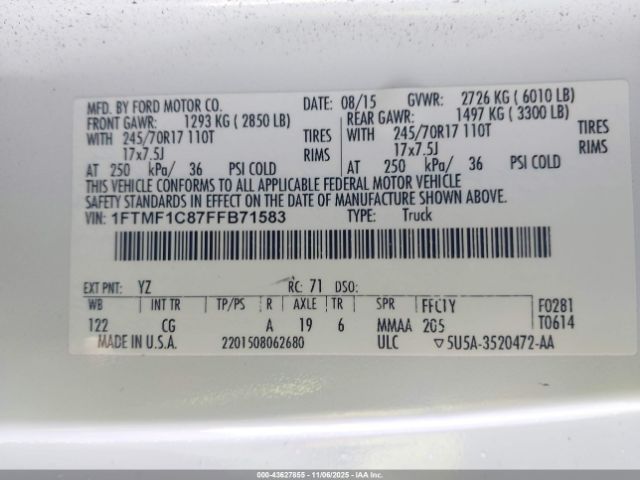 MFD. BY FORD MOTOR CO. DATE: 08/15 GVWR: 2726 KG ( 6010 LB)
FRONT GAWR: 1293 KG ( 2850 LB) REAR GAWR: 1497 KG ( 3300 LB)
WITH 245/70R17 110T TIRES WITH 245/70R17 110T TIRES
17x7.5J RIMS 17x7.5J RIMS
AT 250 kPa/ 36 PSI COLD AT 250 kPa/ 36 PSI COLD
THIS VEHICLE CONFORMS TO ALL APPLICABLE FEDERAL MOTOR VEHICLE
SAFETY STANDARDS IN EFFECT ON THE DATE OF MANUFACTURE SHOWN ABOVE.
VIN: 1FTMF1C87FFB71583 TYPE: Truck
EXT PNT: YZ RC: 71 DSO:
WB INT TR TP/PS R AXLE TR SPR FFC1Y F0281
122 CG A 19 6 MMAA 205 T0614
MADE IN U.S.A. 2201508062680 ULC ▽5U5A-3520472-AA
000-43627855 - 11/06/2025 - IAAI.COM